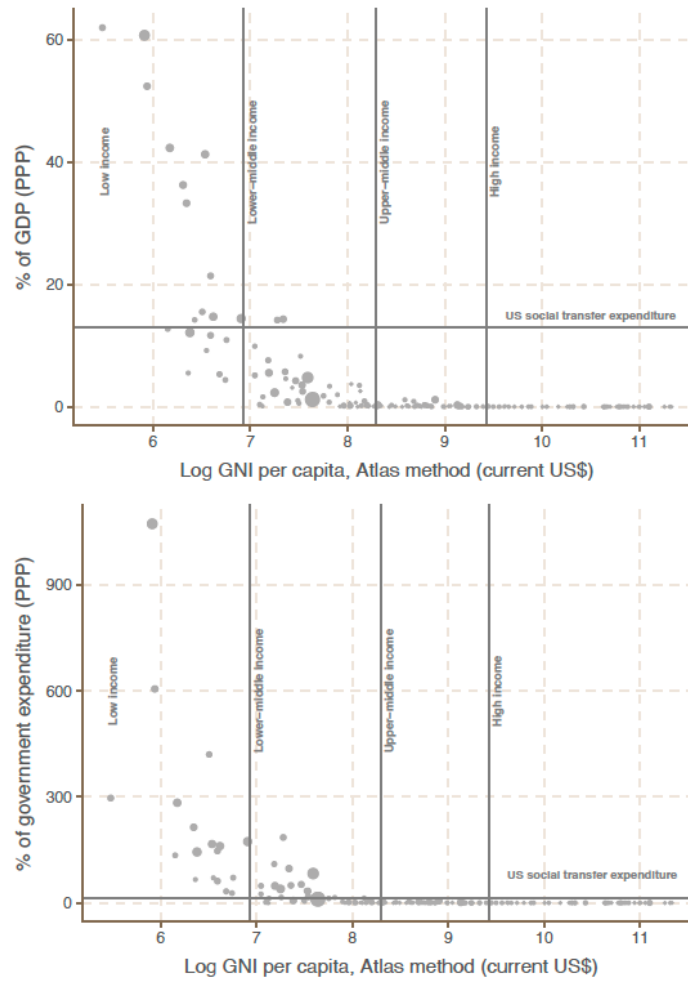 60
40
20
0
% of GDP (PPP)
Low income
Lower-middle income
Upper-middle income
High income
US social transfer expenditure
6 7 8 9 10 11
Log GNI per capita, Atlas method (current US$)
900
600
300
0
% of government expenditure (PPP)
Low income
Lower-middle income
Upper-middle income
High income
US social transfer expenditure
6 7 8 9 10 11
Log GNI per capita, Atlas method (current US$)